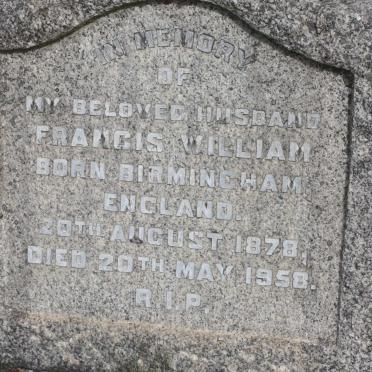 IN MEMORY
OF
MY BELOVED HUSBAND
FRANCIS WILLIAM
BORN BIRMINGHAM
ENGLAND.
20TH AUGUST 1878,
DIED 20TH MAY 1958.
R.I.P.